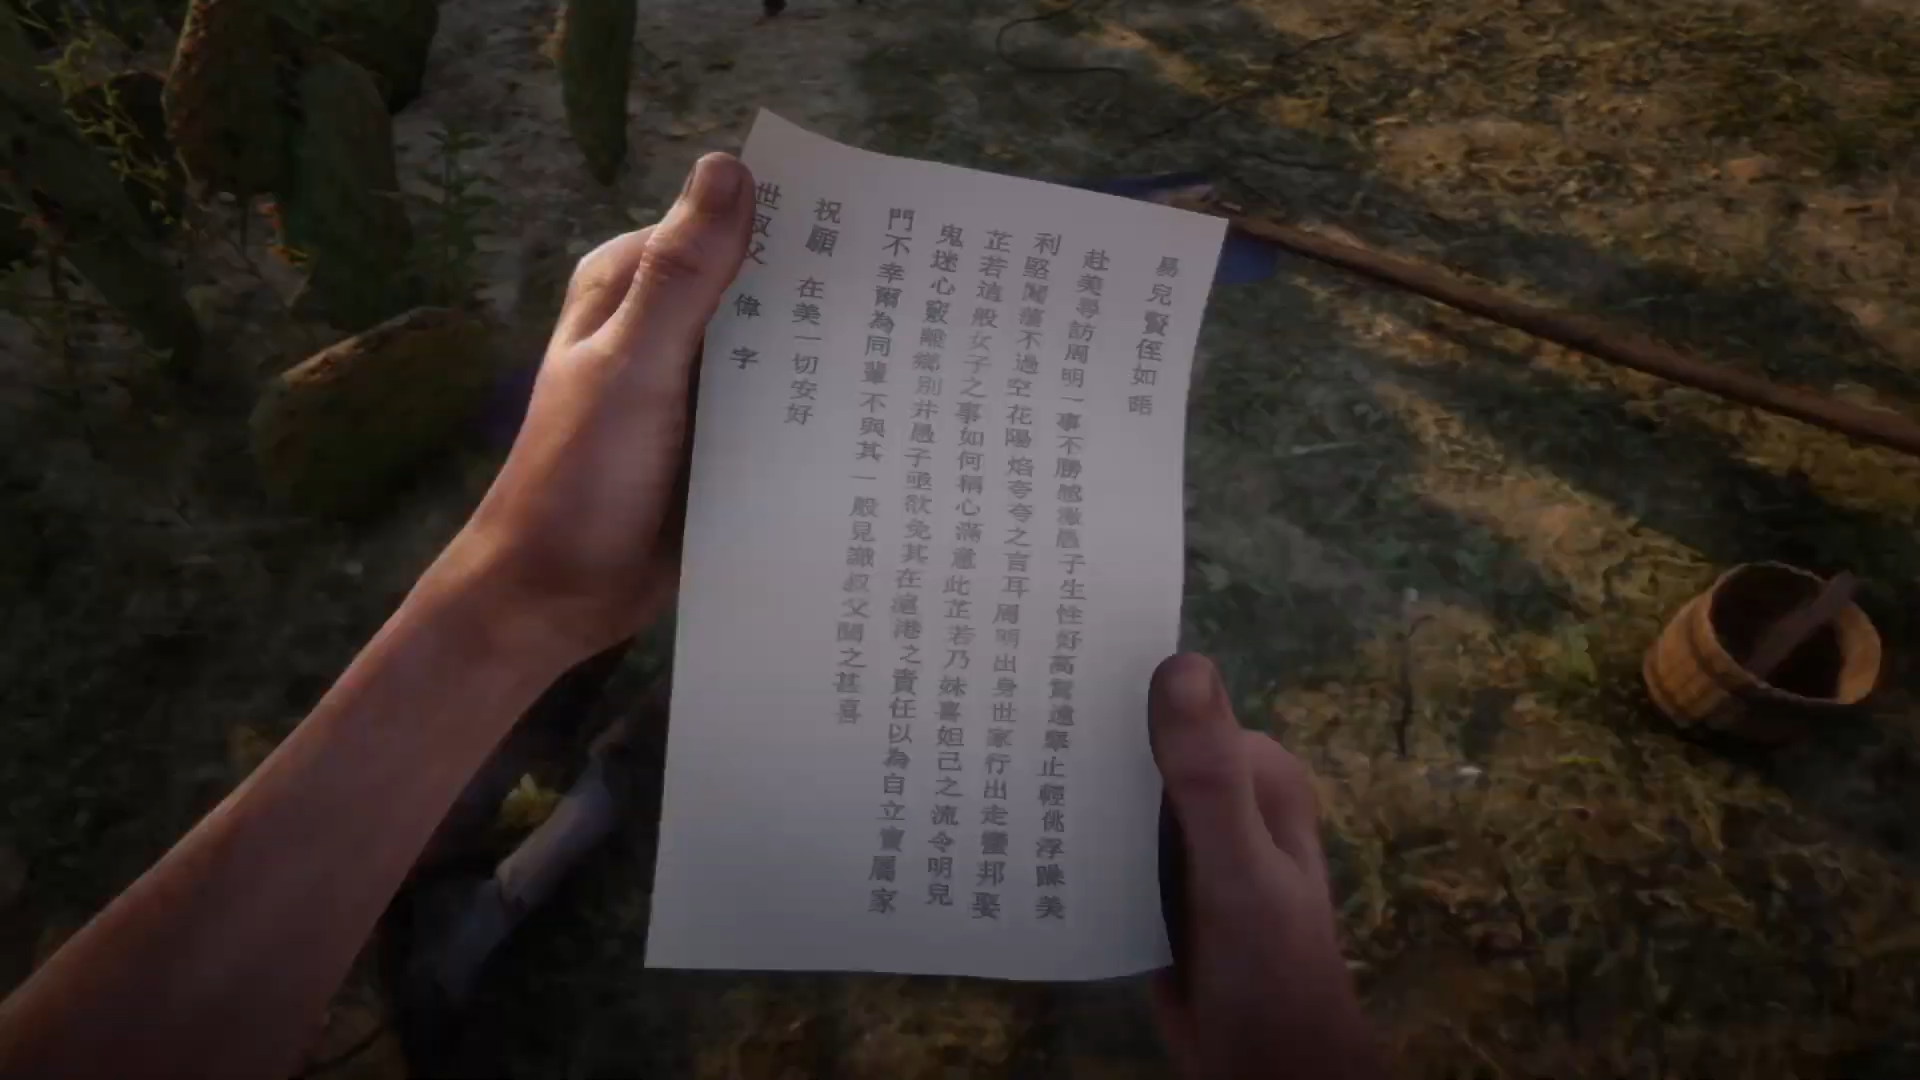 易兒賢侄如晤
赴美尋訪周明一事不勝感激愚子生性好高騖遠舉止輕佻浮躁美
利堅闖蕩不過空花陽焰夸夸之言耳周明出身世家行出走蠻邦娶
芷若這般女子之事如何稱心滿意此芷若乃妹喜妲己之流令明兒
鬼迷心竅離鄉別井愚子亟欲免其在滬港之責任以為自立實屬家
門不幸爾為同輩不與其一般見識叔父聞之甚喜
祝願 在美一切安好
世叔父 偉 字